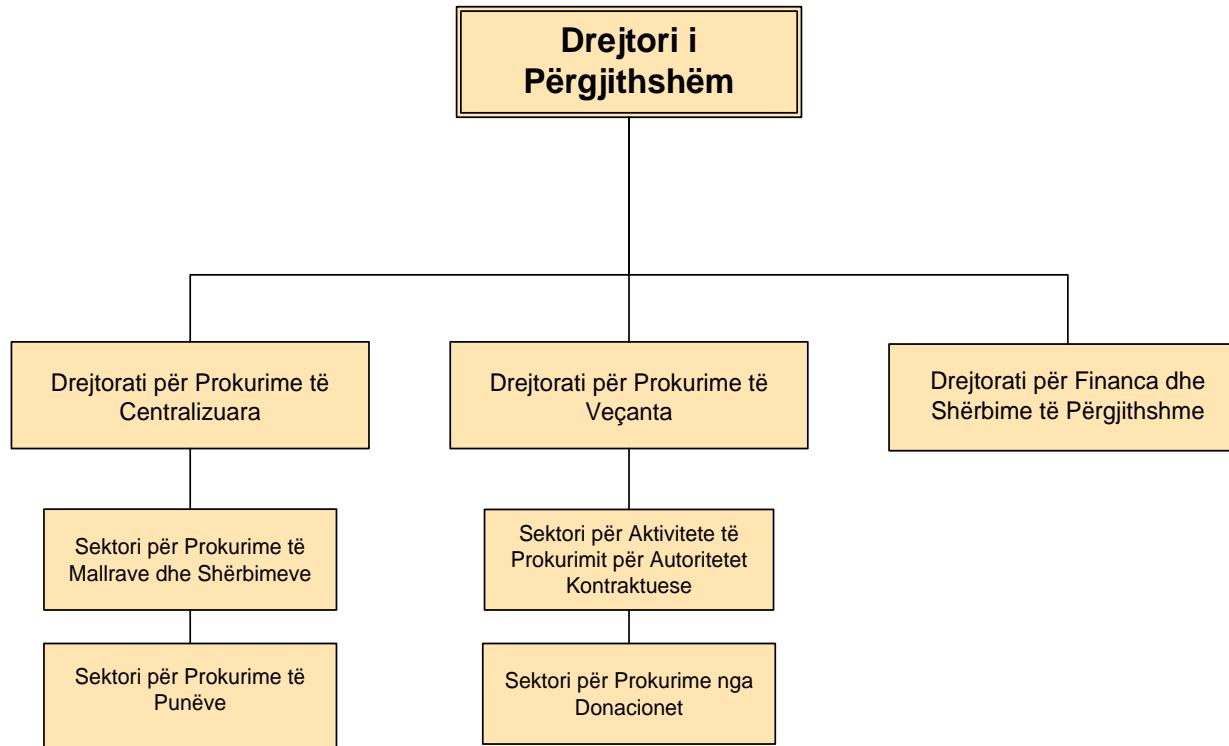 Drejtori i
Përgjithshëm
Drejtorati për Prokurime të
Centralizuara
Drejtorati për Prokurime të
Veçanta
Drejtorati për Financa dhe
Shërbime të Përgjithshme
Sektori për Prokurime të
Mallrave dhe Shërbimeve
Sektori për Aktivitete të
Prokurimit për Autoritetet
Kontraktuese
Sektori për Prokurime të
Punëve
Sektori për Prokurime nga
Donacionet